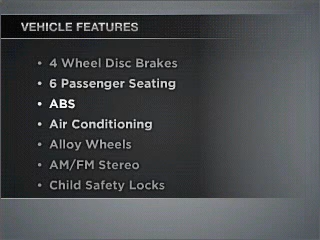 VEHICLE FEATURES
• 4 Wheel Disc Brakes
• 6 Passenger Seating
• ABS
• Air Conditioning
• Alloy Wheels
• AM/FM Stereo
• Child Safety Locks